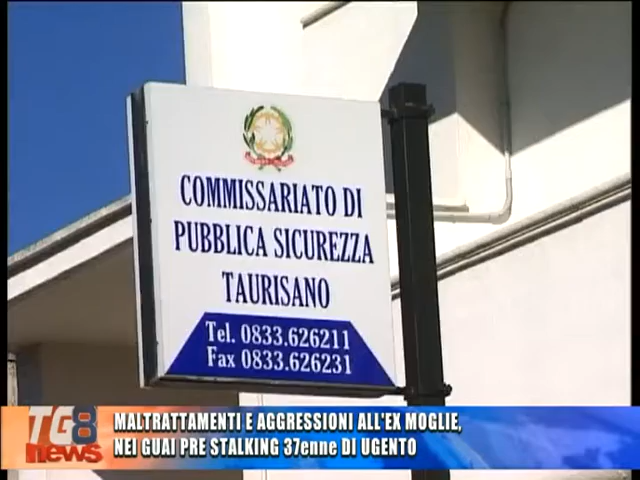 COMMISSARIATO DI
PUBBLICA SICUREZZA
TAURISANO
Tel. 0833.626211
Fax 0833.626231
TG8
news
MALTRATTAMENTI E AGGRESSIONI ALL'EX MOGLIE,
NEI GUAI PRE STALKING 37enne DI UGENTO